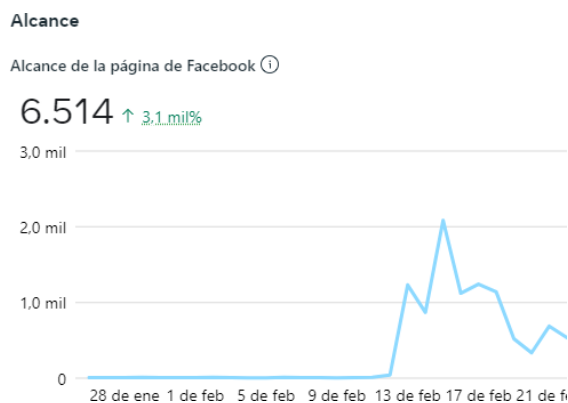 Alcance
Alcance de la página de Facebook
6.514 ↑ 3,1 mil%
3,0 mil
2,0 mil
1,0 mil
0
28 de ene 1 de feb 5 de feb 9 de feb 13 de feb 17 de feb 21 de fe